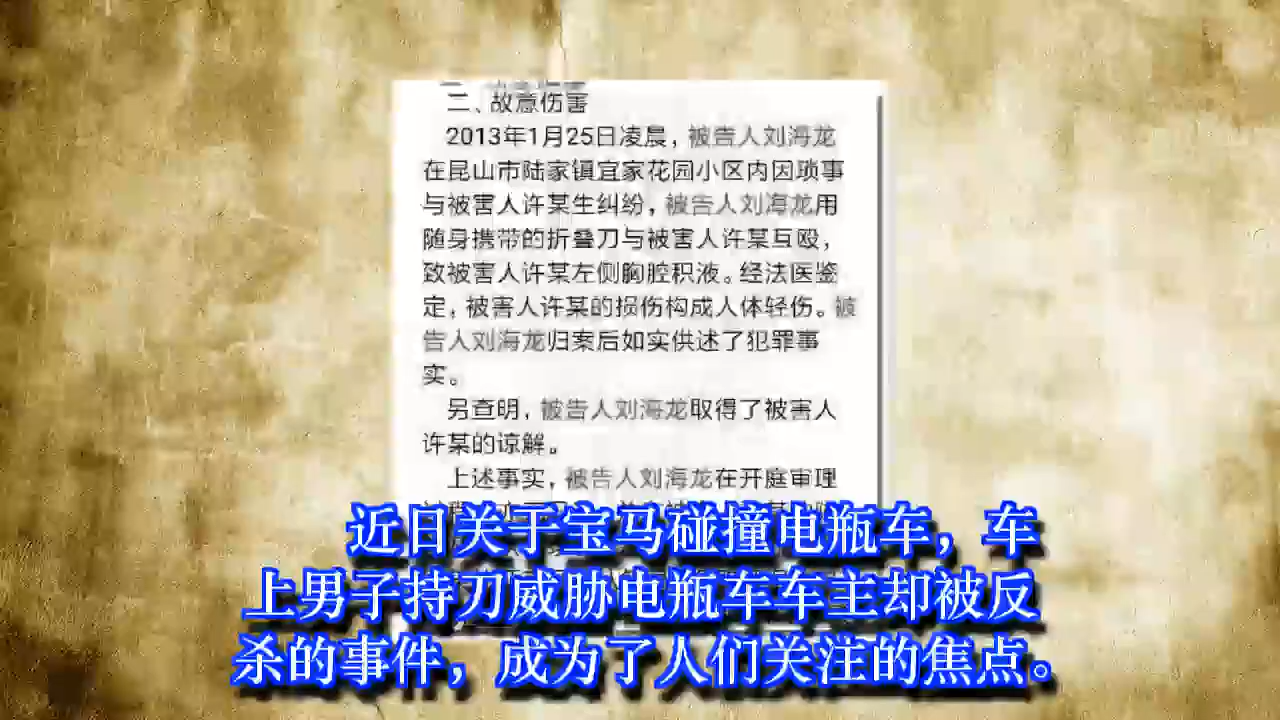 二、故意伤害
2013年1月25日凌晨，被告人刘海龙
在昆山市陆家镇宜家花园小区内因琐事
与被害人许某生纠纷，被告人刘海龙用
随身携带的折叠刀与被害人许某互殴，
致被害人许某左侧胸腔积液。经法医鉴
定，被害人许某的损伤构成人体轻伤。被
告人刘海龙归案后如实供述了犯罪事
实。
另查明，被告人刘海龙取得了被害人
许某的谅解。
上述事实，被告人刘海龙在开庭审理
近日关于宝马碰撞电瓶车，车
上男子持刀威胁电瓶车车主却被反
杀的事件，成为了人们关注的焦点。